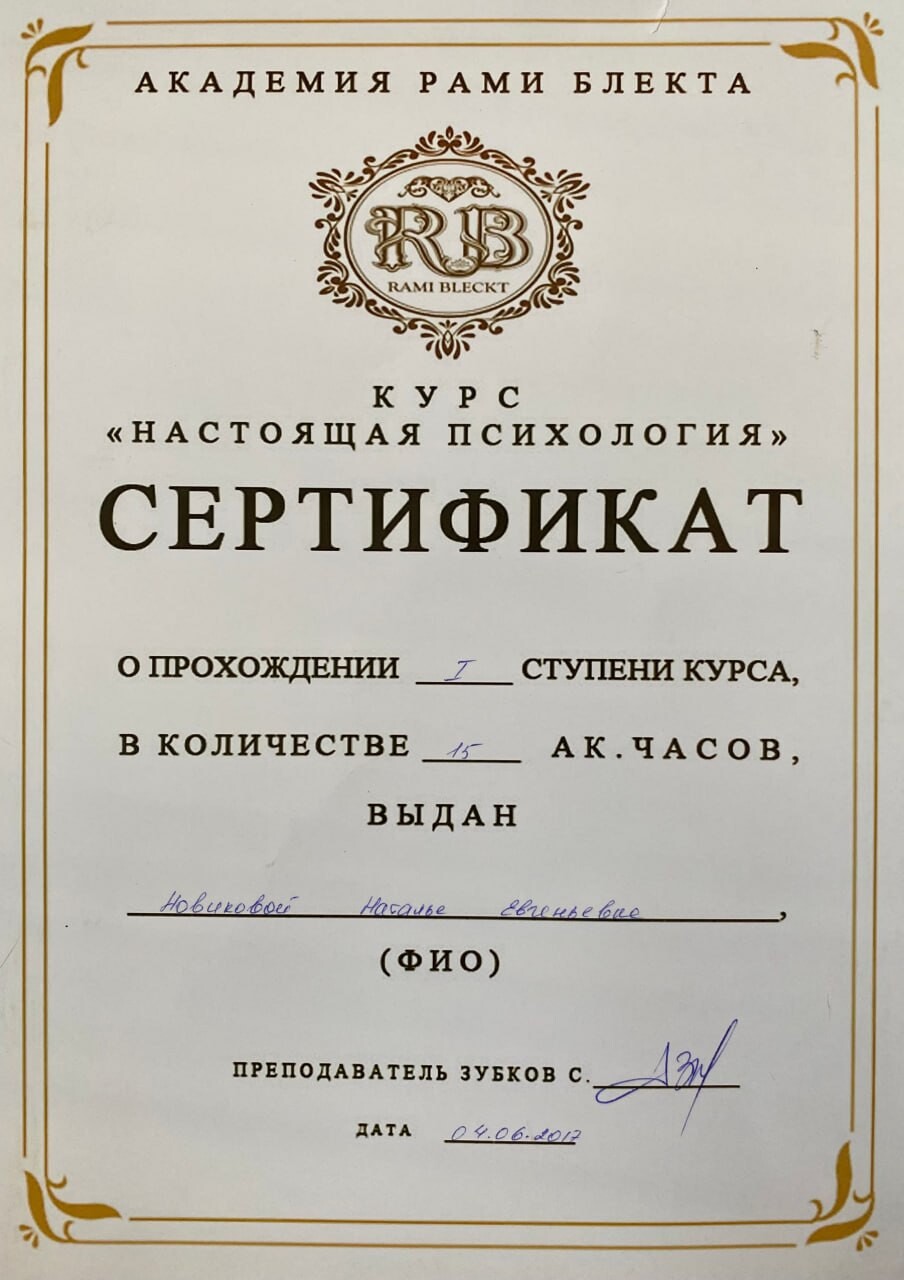 АКАДЕМИЯ РАМИ БЛЕКТА
RB
RAMI BLECKT
КУРС
«НАСТОЯЩАЯ ПСИХОЛОГИЯ»
СЕРТИФИКАТ
О ПРОХОЖДЕНИИ I СТУПЕНИ КУРСА,
В КОЛИЧЕСТВЕ 15 АК.ЧАСОВ,
ВЫДАН
Новиковой Наталье Евгеньевне,
(ФИО)
ПРЕПОДАВАТЕЛЬ ЗУБКОВ С.
ДАТА 04.06.2017